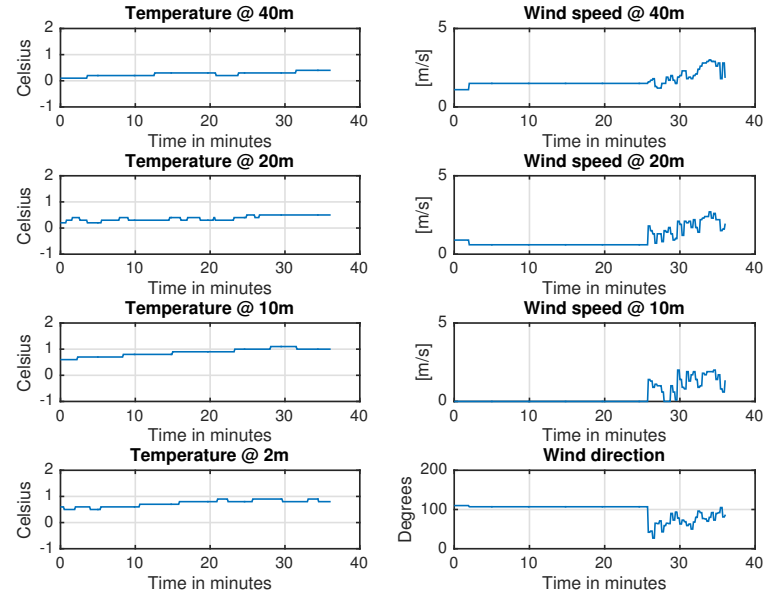 Temperature @ 40m
Celsius
2
1
0
-1
0 10 20 30 40
Time in minutes
Wind speed @ 40m
[m/s]
5
0
0 10 20 30 40
Time in minutes
Temperature @ 20m
Celsius
2
1
0
-1
0 10 20 30 40
Time in minutes
Wind speed @ 20m
[m/s]
5
0
0 10 20 30 40
Time in minutes
Temperature @ 10m
Celsius
2
1
0
-1
0 10 20 30 40
Time in minutes
Wind speed @ 10m
[m/s]
5
0
0 10 20 30 40
Time in minutes
Temperature @ 2m
Celsius
2
1
0
-1
0 10 20 30 40
Time in minutes
Wind direction
Degrees
200
100
0
0 10 20 30 40
Time in minutes